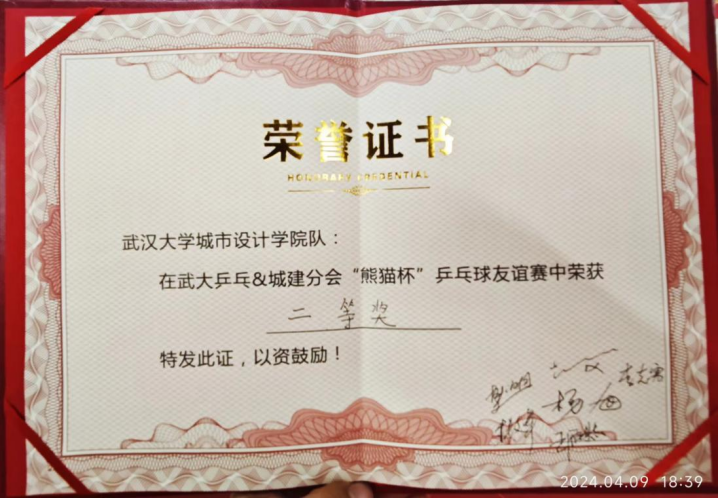 荣誉证书
HONORARY CREDENTIAL
武汉大学城市设计学院队：
在武大乒乓&城建分会“熊猫杯”乒乓球友谊赛中荣获
二等奖
特发此证，以资鼓励！
2024.04.09 18:39